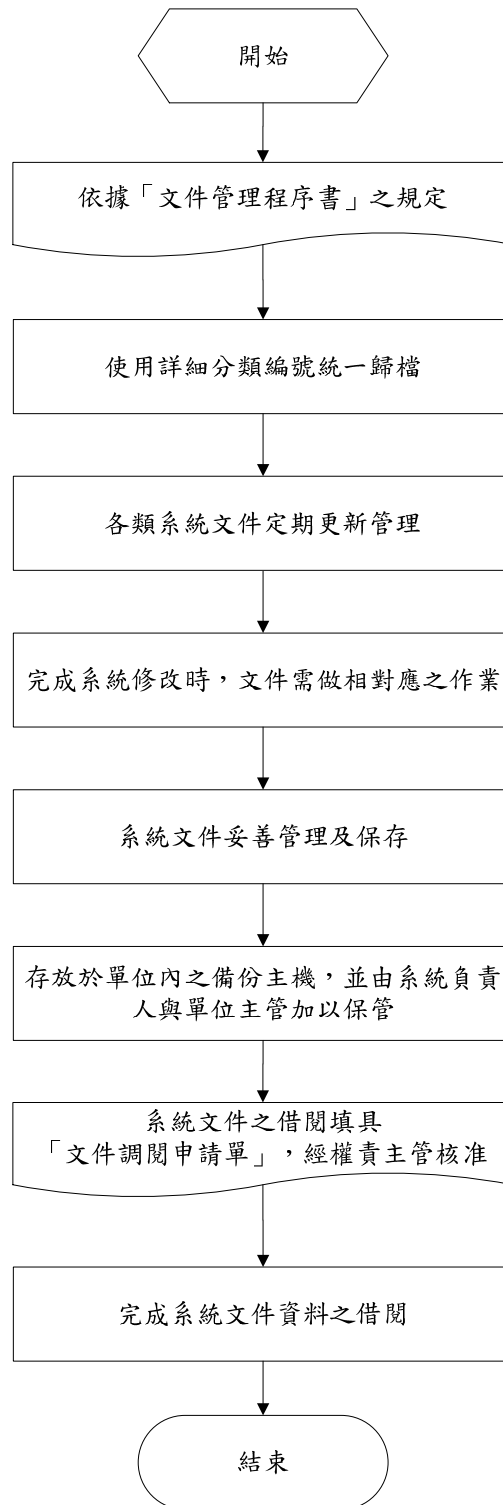 開始
依據「文件管理程序書」之規定
使用詳細分類編號統一歸檔
各類系統文件定期更新管理
完成系統修改時，文件需做相對應之作業
系統文件妥善管理及保存
存放於單位內之備份主機，並由系統負責
人與單位主管加以保管
系統文件之借閱填具
「文件調閱申請單」，經權責主管核准
完成系統文件資料之借閱
結束